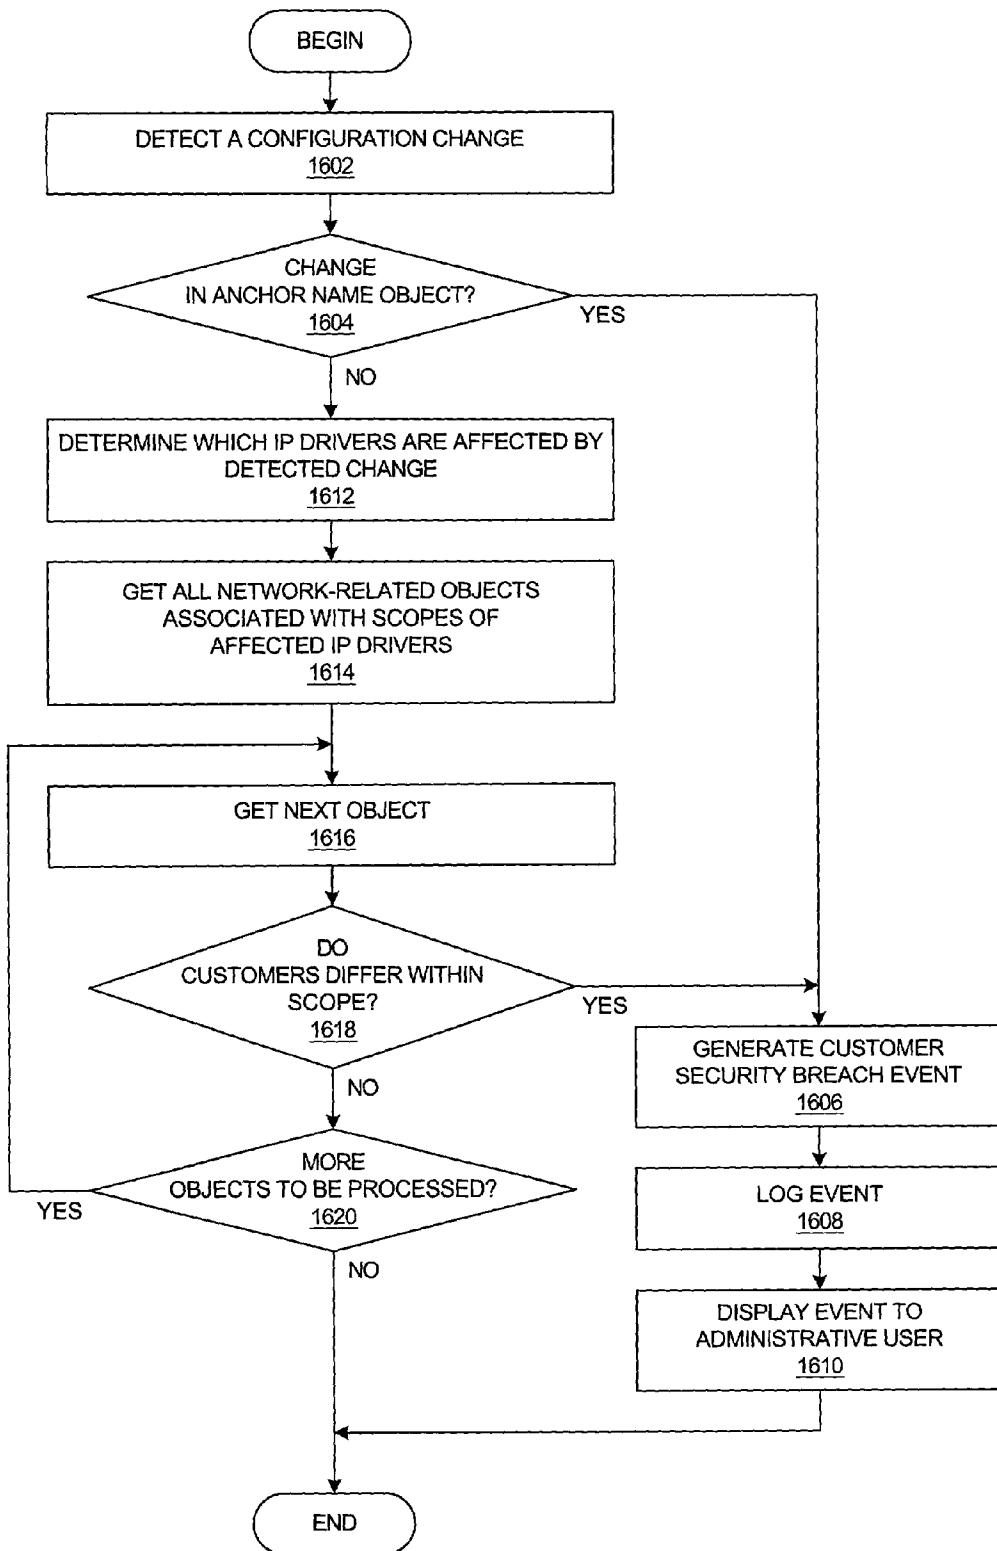 BEGIN
DETECT A CONFIGURATION CHANGE
1602
CHANGE
IN ANCHOR NAME OBJECT?
1604
YES
NO
DETERMINE WHICH IP DRIVERS ARE AFFECTED BY
DETECTED CHANGE
1612
GET ALL NETWORK-RELATED OBJECTS
ASSOCIATED WITH SCOPES OF
AFFECTED IP DRIVERS
1614
GET NEXT OBJECT
1616
DO
CUSTOMERS DIFFER WITHIN
SCOPE?
1618
YES
NO
GENERATE CUSTOMER
SECURITY BREACH EVENT
1606
MORE
OBJECTS TO BE PROCESSED?
1620
YES
NO
LOG EVENT
1608
DISPLAY EVENT TO
ADMINISTRATIVE USER
1610
END